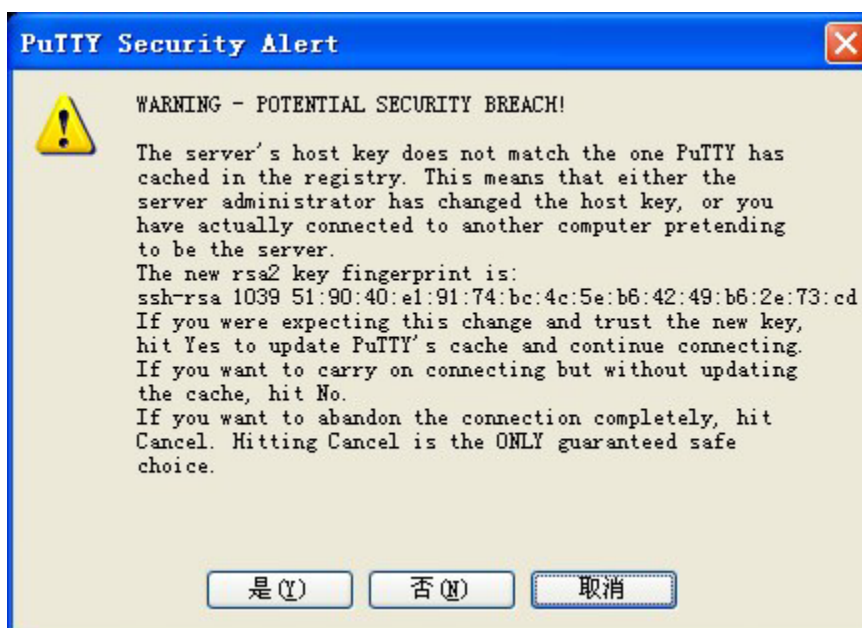 PuTTY Security Alert
WARNING - POTENTIAL SECURITY BREACH!
The server's host key does not match the one PuTTY has
cached in the registry. This means that either the
server administrator has changed the host key, or you
have actually connected to another computer pretending
to be the server.
The new rsa2 key fingerprint is:
ssh-rsa 1039 51:90:40:e1:91:74:bc:4c:5e:b6:42:49:b6:2e:73:cd
If you were expecting this change and trust the new key,
hit Yes to update PuTTY's cache and continue connecting.
If you want to carry on connecting but without updating
the cache, hit No.
If you want to abandon the connection completely, hit
Cancel. Hitting Cancel is the ONLY guaranteed safe
choice.
是(Y) 否(N) 取消